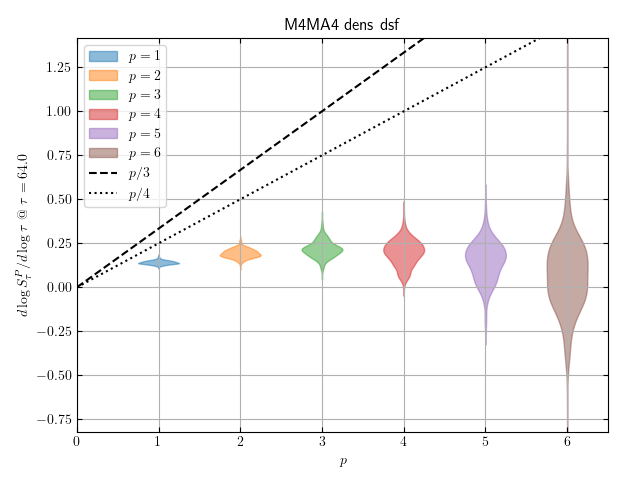 M4MA4 dens dsf
p = 1
p = 2
p = 3
p = 4
p = 5
p = 6
p/3
p/4
d log S_τ^P / d log τ @ τ = 64.0
1.25
1.00
0.75
0.50
0.25
0.00
−0.25
−0.50
−0.75
0 1 2 3 4 5 6
p